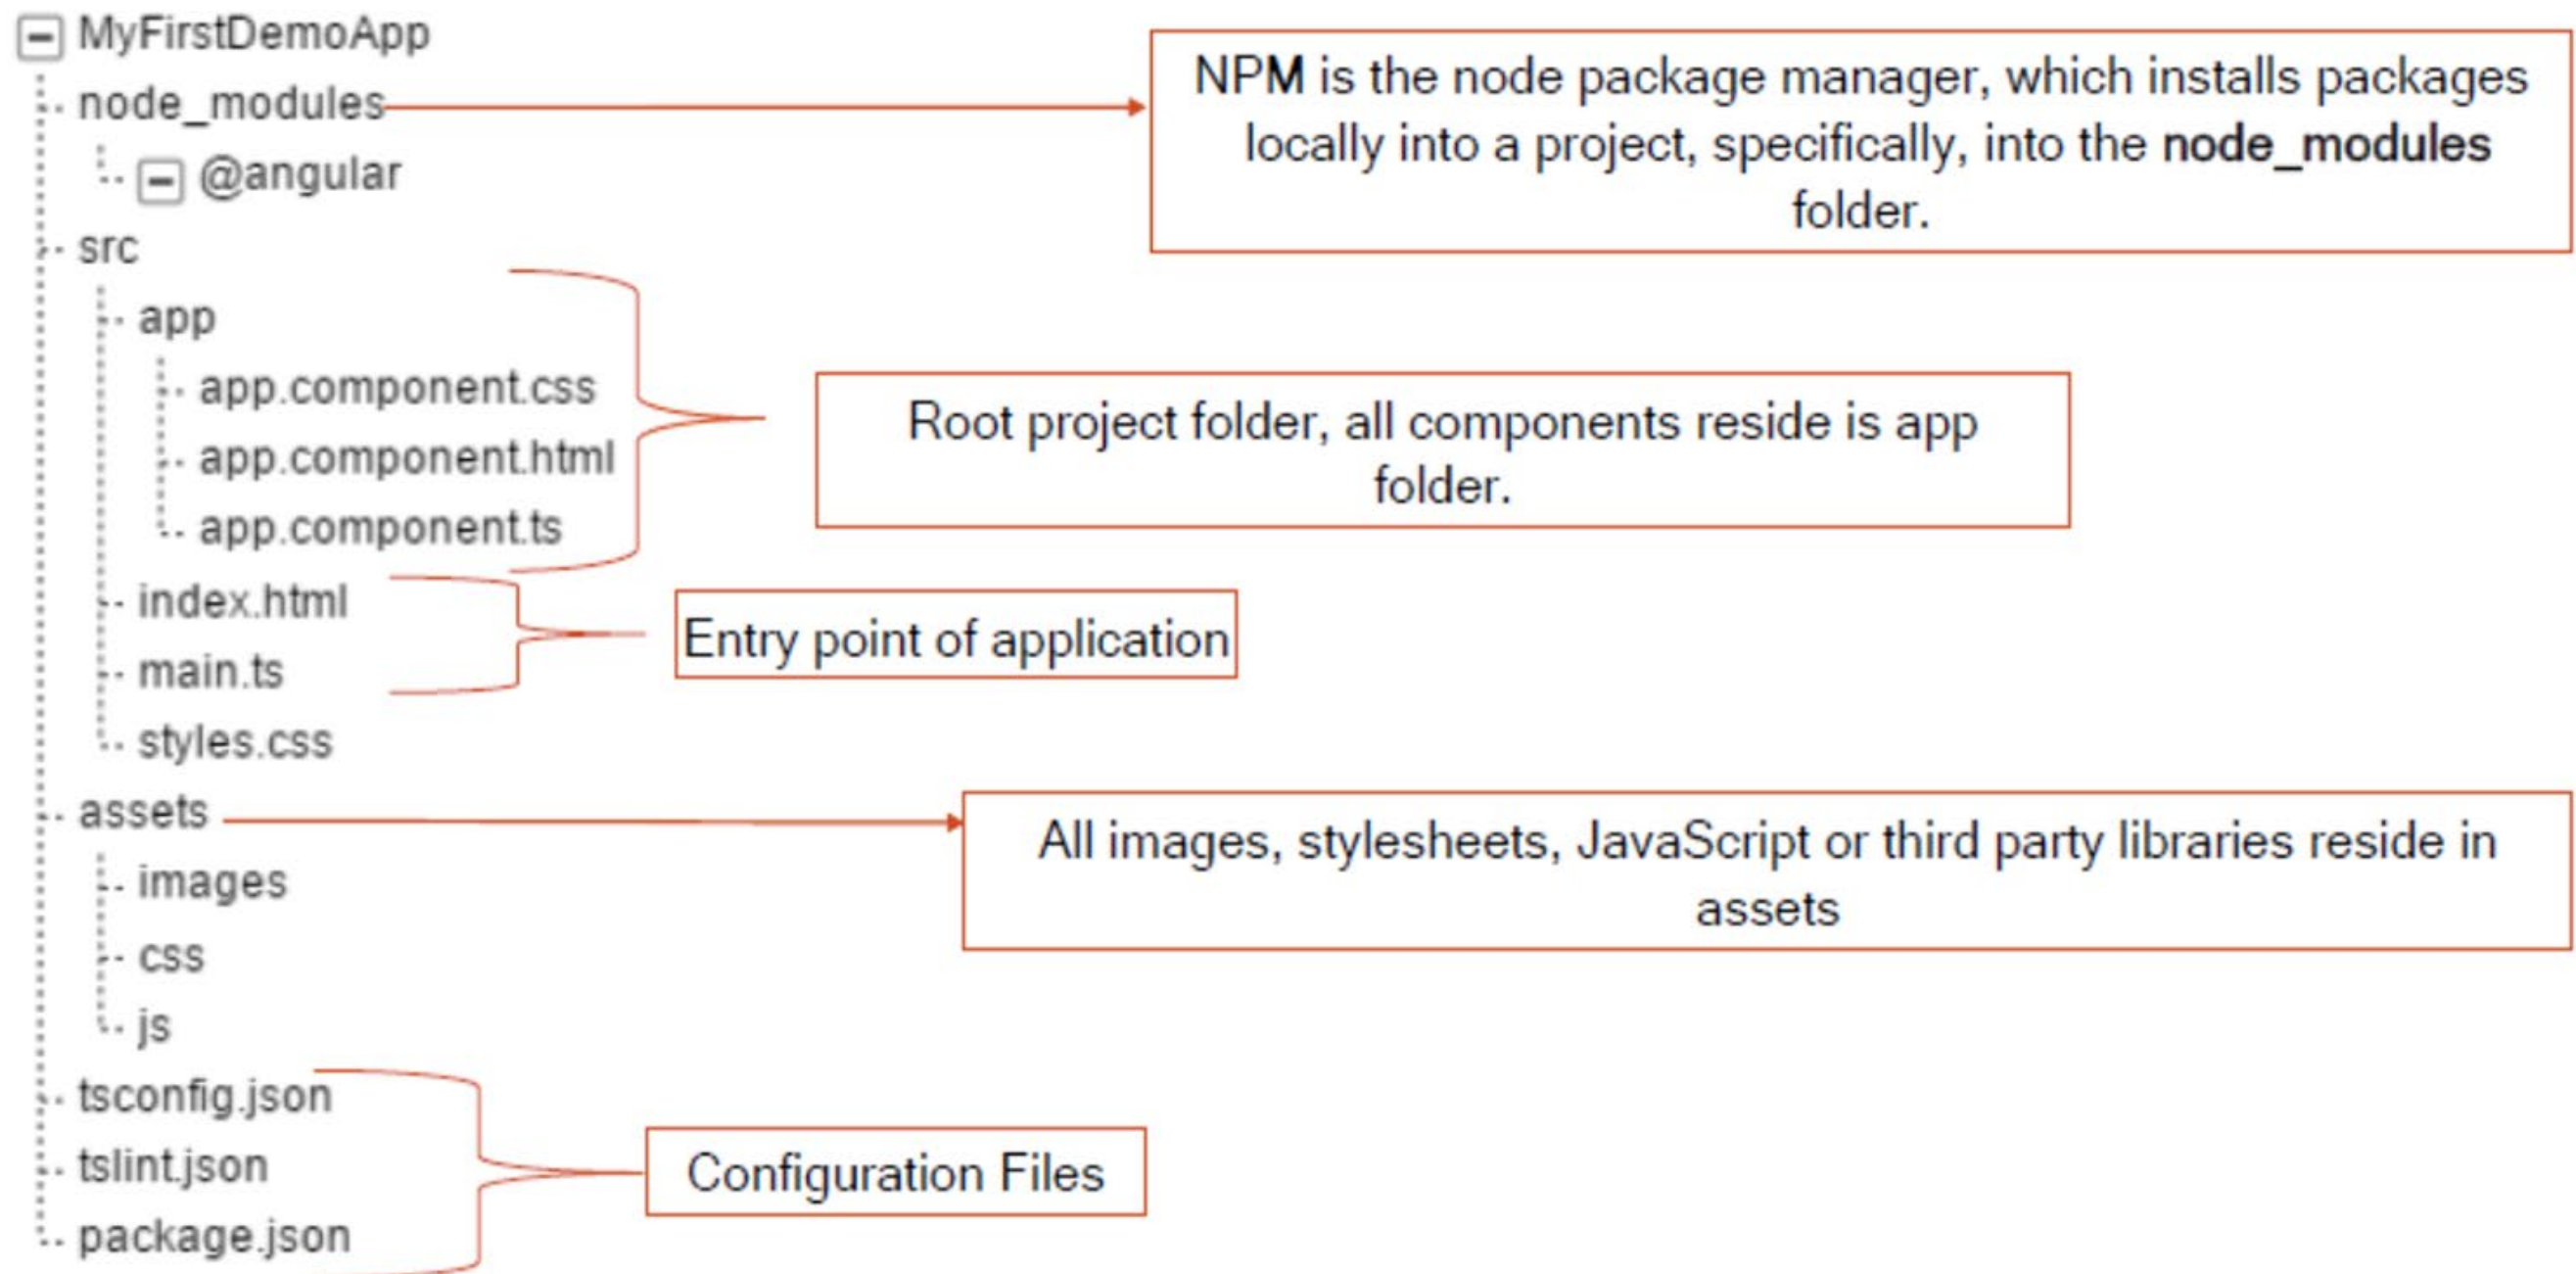 MyFirstDemoApp
node_modules
@angular
src
app
app.component.css
app.component.html
app.component.ts
index.html
main.ts
styles.css
assets
images
css
js
tsconfig.json
tslint.json
package.json
NPM is the node package manager, which installs packages
locally into a project, specifically, into the node_modules
folder.
Root project folder, all components reside is app
folder.
Entry point of application
All images, stylesheets, JavaScript or third party libraries reside in
assets
Configuration Files